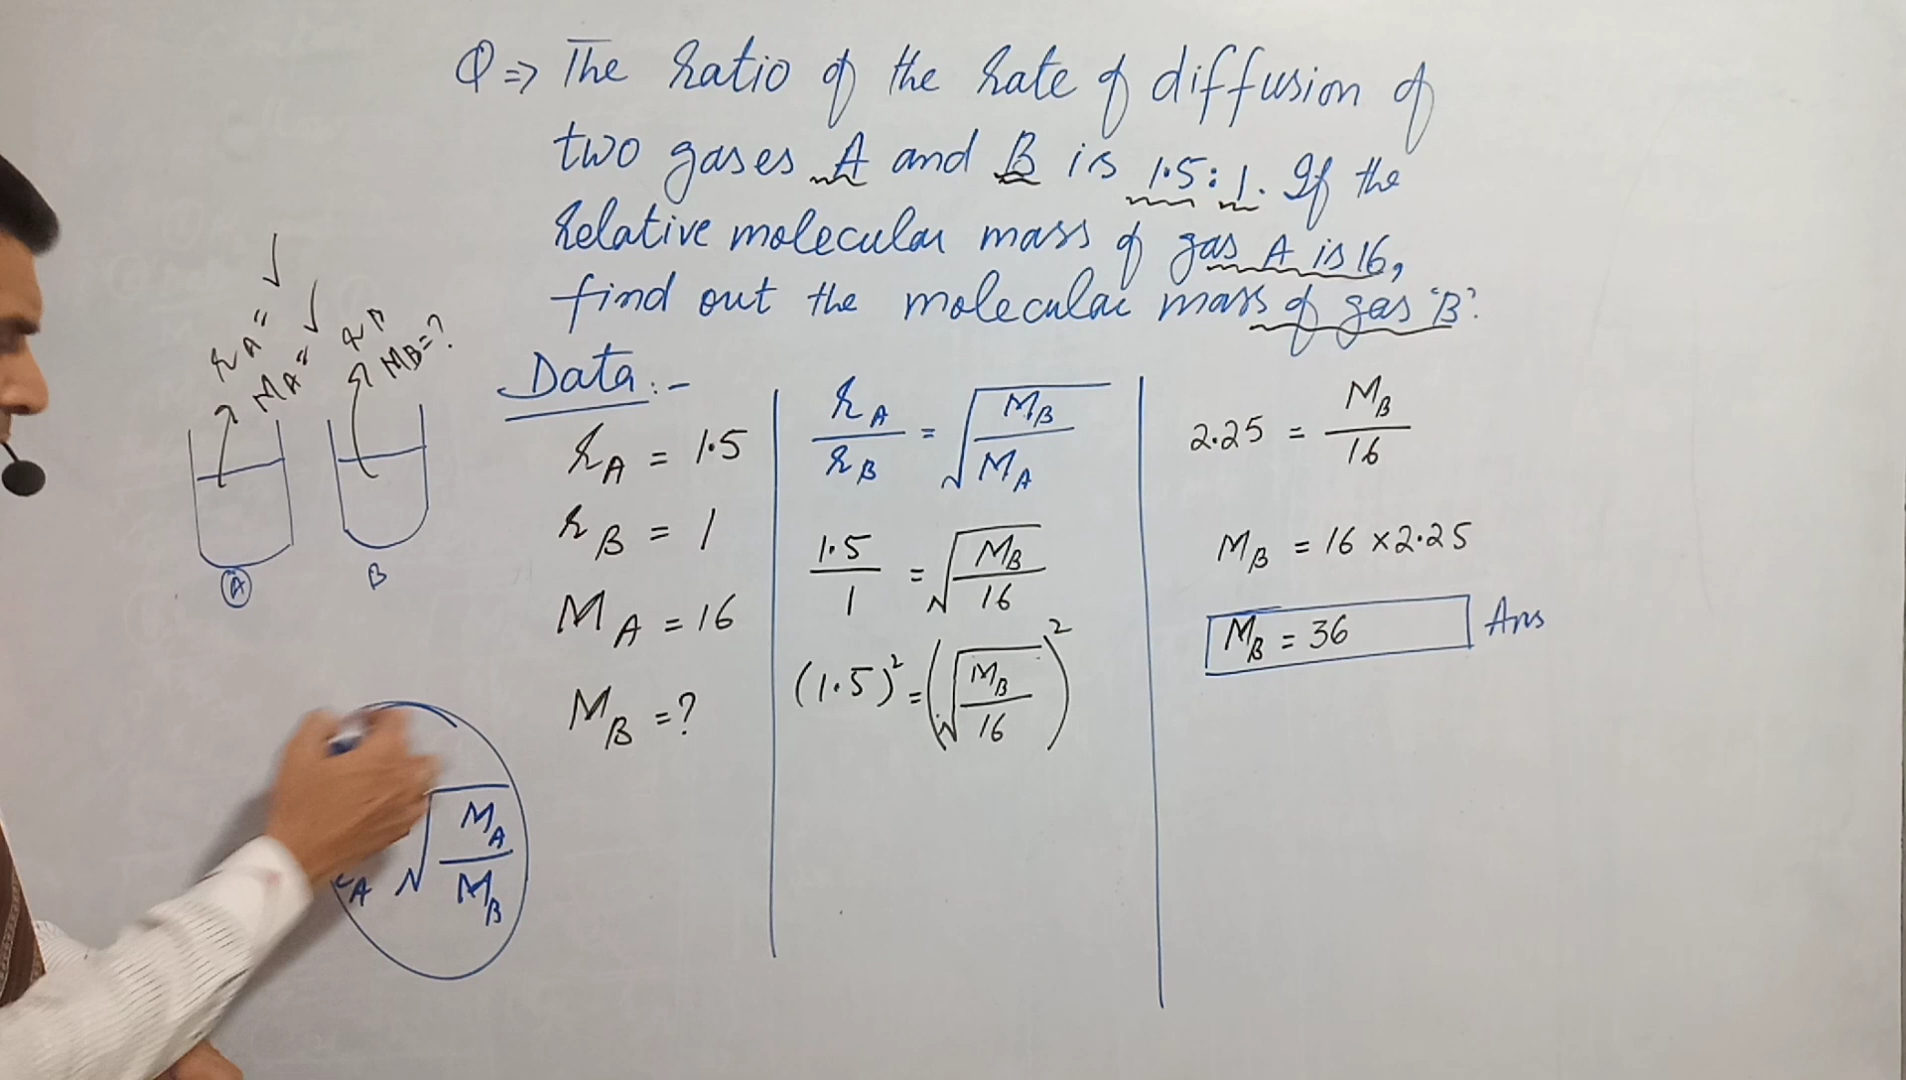 Q ⇒ The ratio of the rate of diffusion of
two gases A and B is 1.5 : 1. If the
relative molecular mass of gas A is 16,
find out the molecular mass of gas 'B'?
rA =
MA =
rB
MB = ?
A
B
Data :-
rA = 1.5
rB = 1
MA = 16
MB = ?
rA/rB = √(MB/MA)
1.5/1 = √(MB/16)
(1.5)² = (√(MB/16))²
2.25 = MB/16
MB = 16 × 2.25
MB = 36 Ans
√(MA/MB)